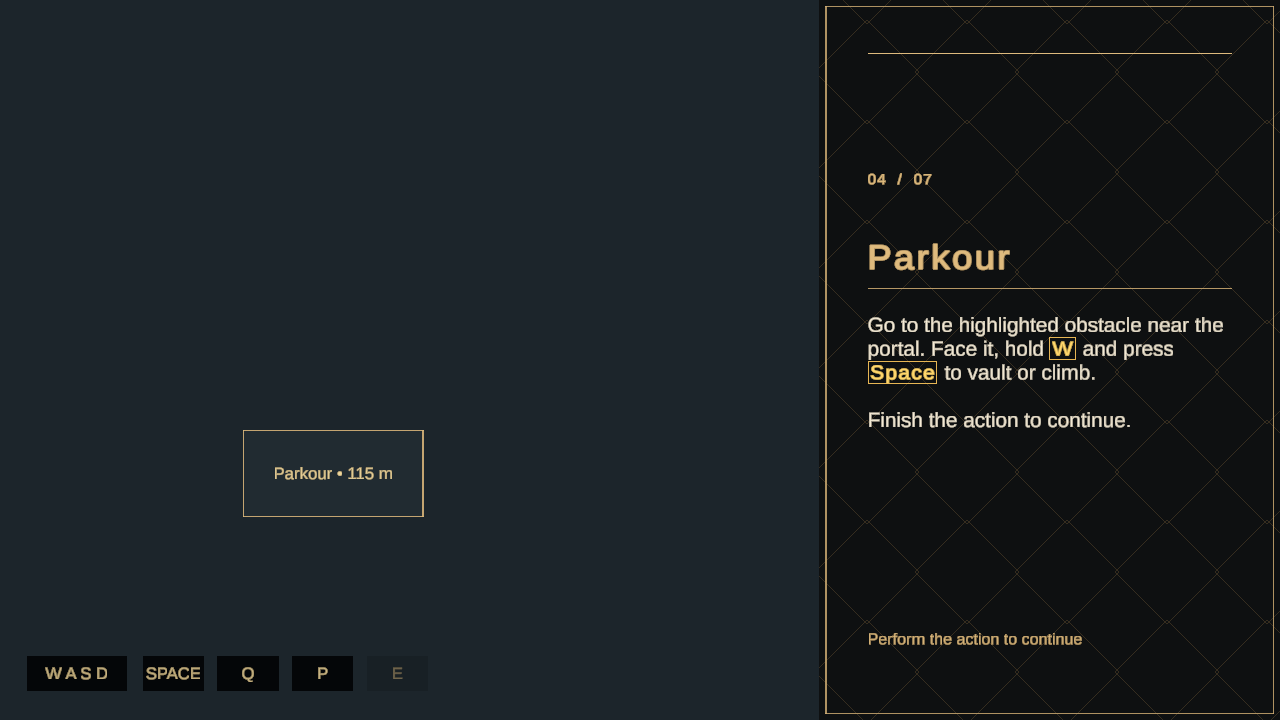 04 / 07
Parkour
Go to the highlighted obstacle near the
portal. Face it, hold W and press
Space to vault or climb.
Finish the action to continue.
Parkour • 115 m
Perform the action to continue
W A S D
SPACE
Q
P
E